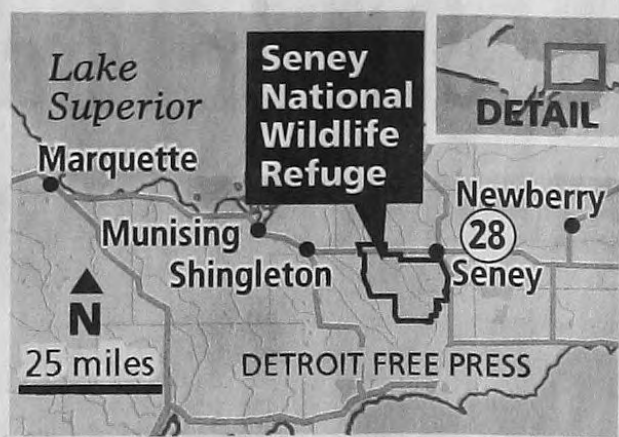 Lake
Superior
Seney
National
Wildlife
Refuge
DETAIL
Marquette
Newberry
Munising
28
Shingleton
Seney
N
25 miles
DETROIT FREE PRESS